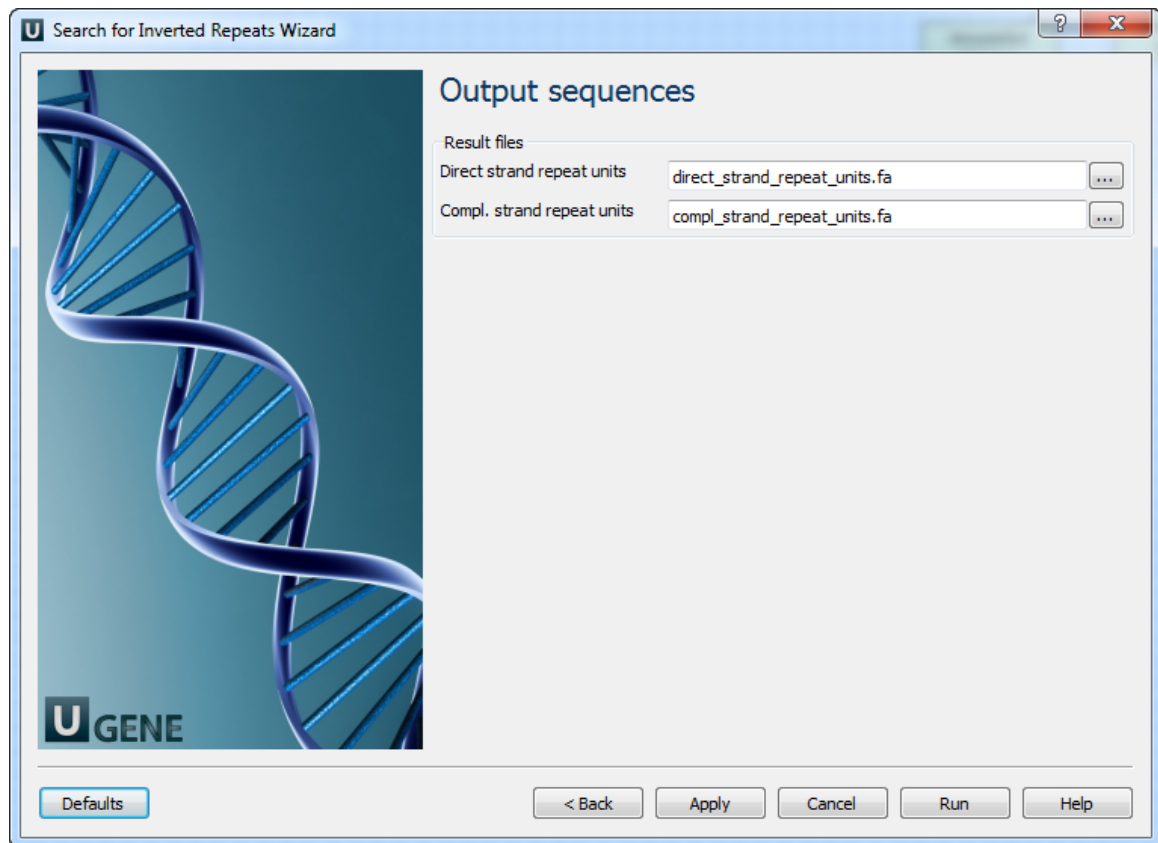 U Search for Inverted Repeats Wizard
?
X
Output sequences
Result files
Direct strand repeat units direct_strand_repeat_units.fa ...
Compl. strand repeat units compl_strand_repeat_units.fa ...
U GENE
Defaults < Back Apply Cancel Run Help